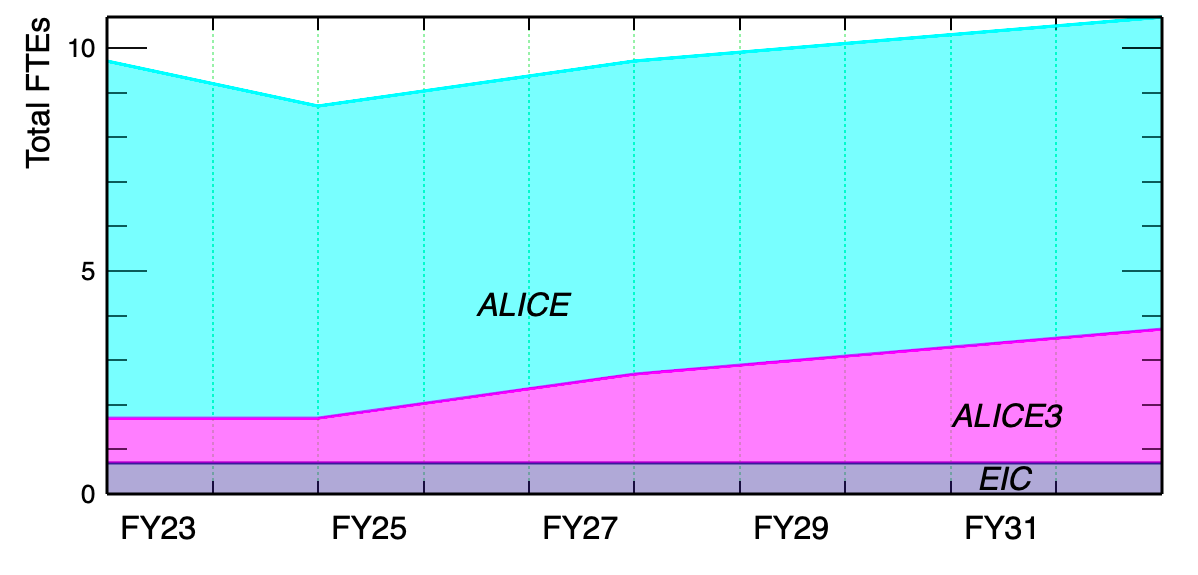 Total FTEs
10
5
0
ALICE
ALICE3
EIC
FY23 FY25 FY27 FY29 FY31